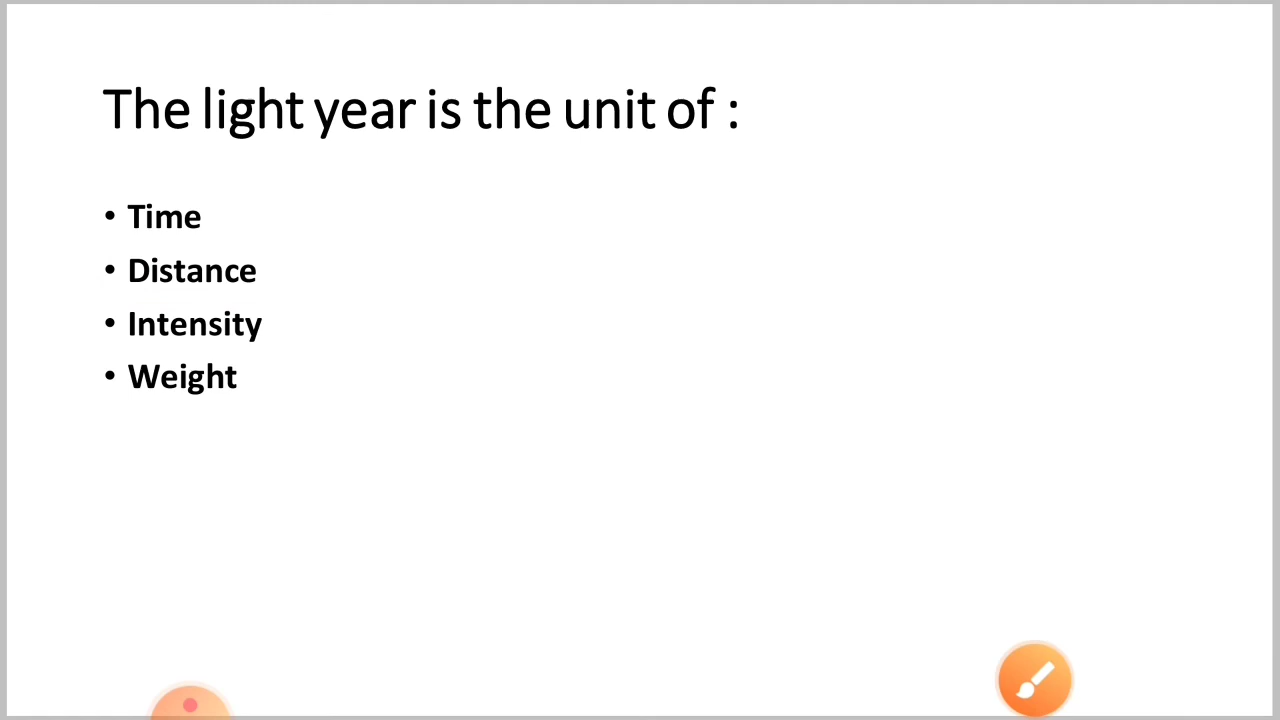 The light year is the unit of :
• Time
• Distance
• Intensity
• Weight